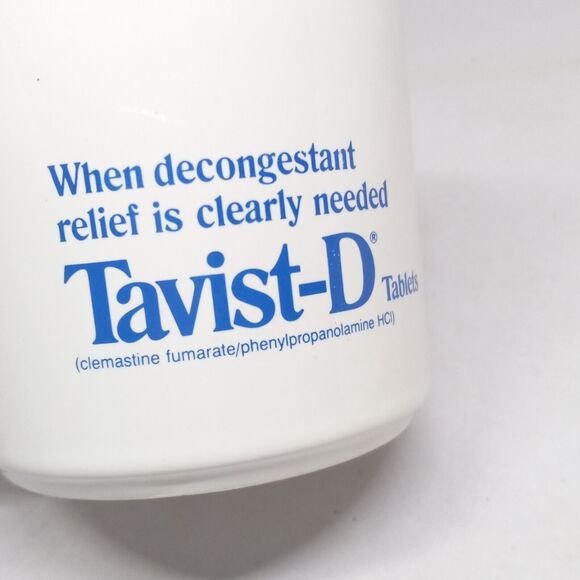 When decongestant
relief is clearly needed
Tavist-D® Tablets
(clemastine fumarate/phenylpropanolamine HCl)